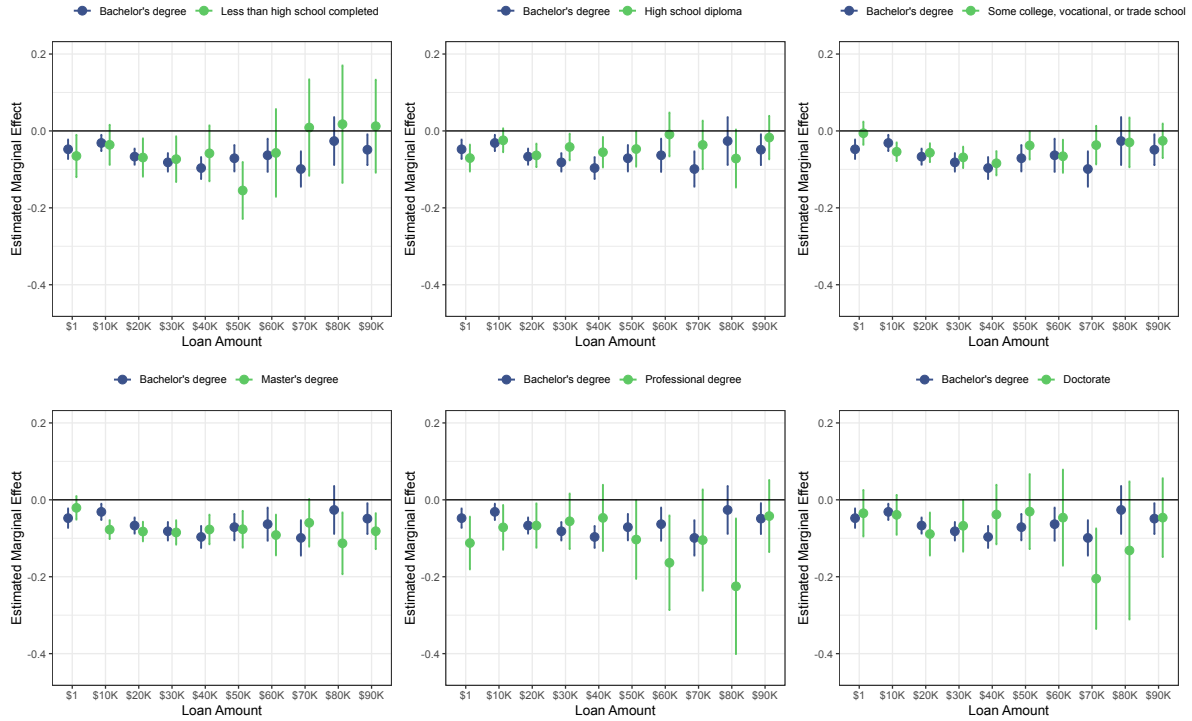 Bachelor's degree Less than high school completed
Estimated Marginal Effect
0.2
0.0
-0.2
-0.4
$1 $10K $20K $30K $40K $50K $60K $70K $80K $90K
Loan Amount
Bachelor's degree High school diploma
Estimated Marginal Effect
0.2
0.0
-0.2
-0.4
$1 $10K $20K $30K $40K $50K $60K $70K $80K $90K
Loan Amount
Bachelor's degree Some college, vocational, or trade school
Estimated Marginal Effect
0.2
0.0
-0.2
-0.4
$1 $10K $20K $30K $40K $50K $60K $70K $80K $90K
Loan Amount
Bachelor's degree Master's degree
Estimated Marginal Effect
0.2
0.0
-0.2
-0.4
$1 $10K $20K $30K $40K $50K $60K $70K $80K $90K
Loan Amount
Bachelor's degree Professional degree
Estimated Marginal Effect
0.2
0.0
-0.2
-0.4
$1 $10K $20K $30K $40K $50K $60K $70K $80K $90K
Loan Amount
Bachelor's degree Doctorate
Estimated Marginal Effect
0.2
0.0
-0.2
-0.4
$1 $10K $20K $30K $40K $50K $60K $70K $80K $90K
Loan Amount